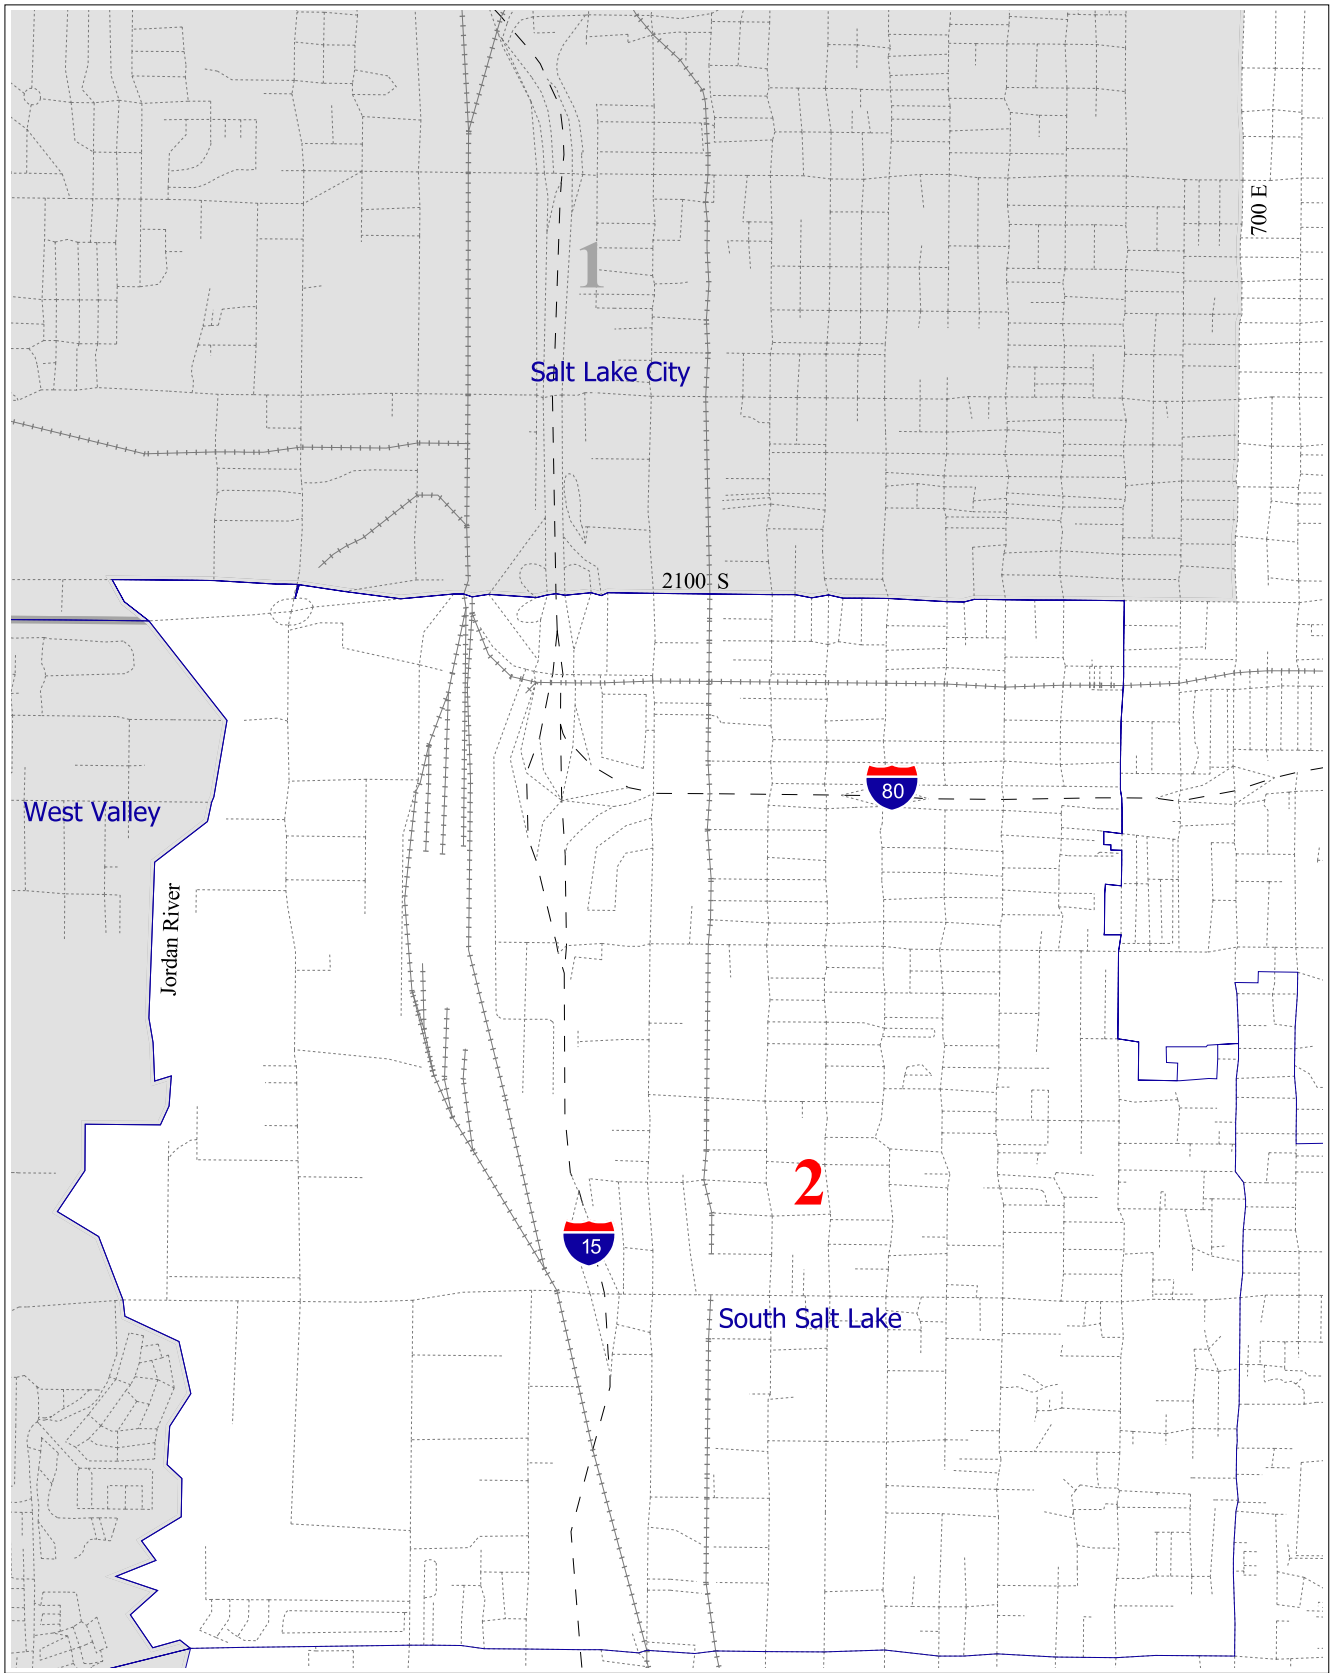 700 E
1
Salt Lake City
2100 S
80
West Valley
Jordan River
2
15
South Salt Lake